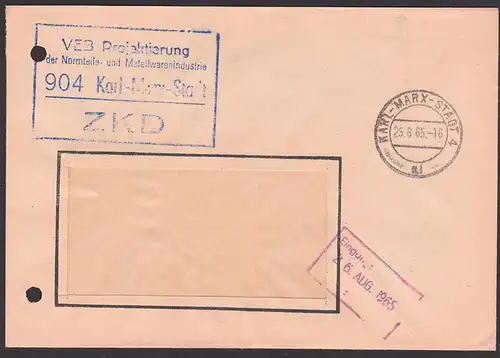 VEB Projektierung
der Normteile- und Metallwarenindustrie
904 Karl-Marx-Stadt
ZKD
KARL-MARX-STADT 4
25.8.65.-16
26. AUG. 1965